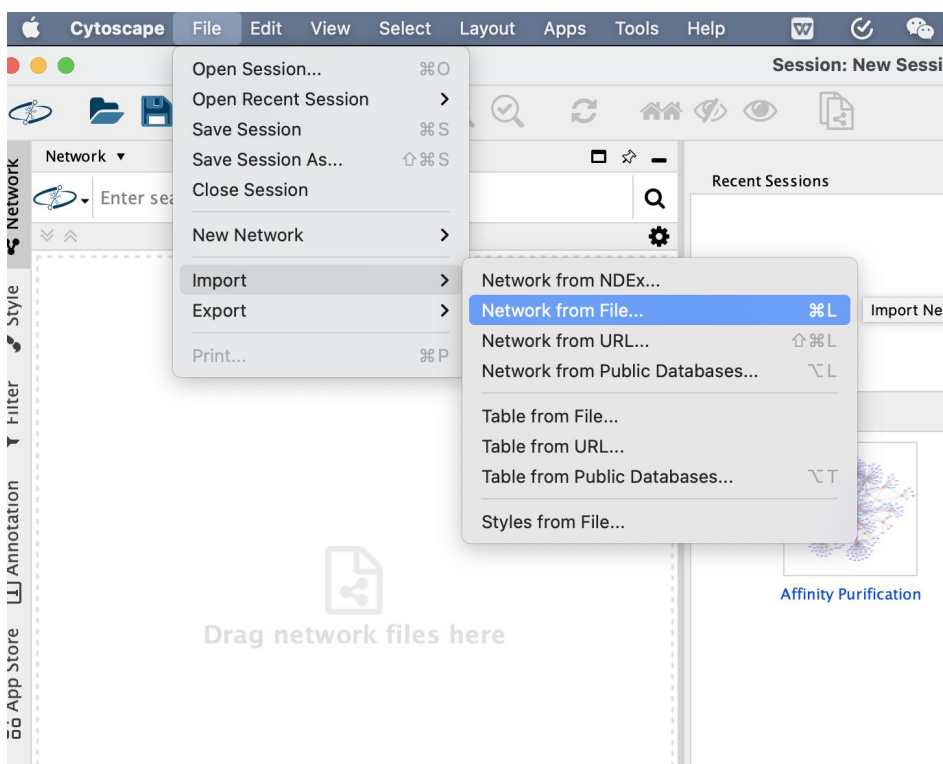 Cytoscape File Edit View Select Layout Apps Tools Help
Session: New Sessi
Open Session... ⌘O
Open Recent Session >
Save Session ⌘S
Save Session As... ⇧⌘S
Close Session
New Network >
Import >
Export >
Print... ⌘P
Network ▼
Enter sea
Network from NDEx...
Network from File... ⌘L
Network from URL... ⇧⌘L
Network from Public Databases... ⌥L
Table from File...
Table from URL...
Table from Public Databases... ⌥T
Styles from File...
Import Ne
Recent Sessions
Affinity Purification
Drag network files here
Network
Style
Filter
Annotation
App Store